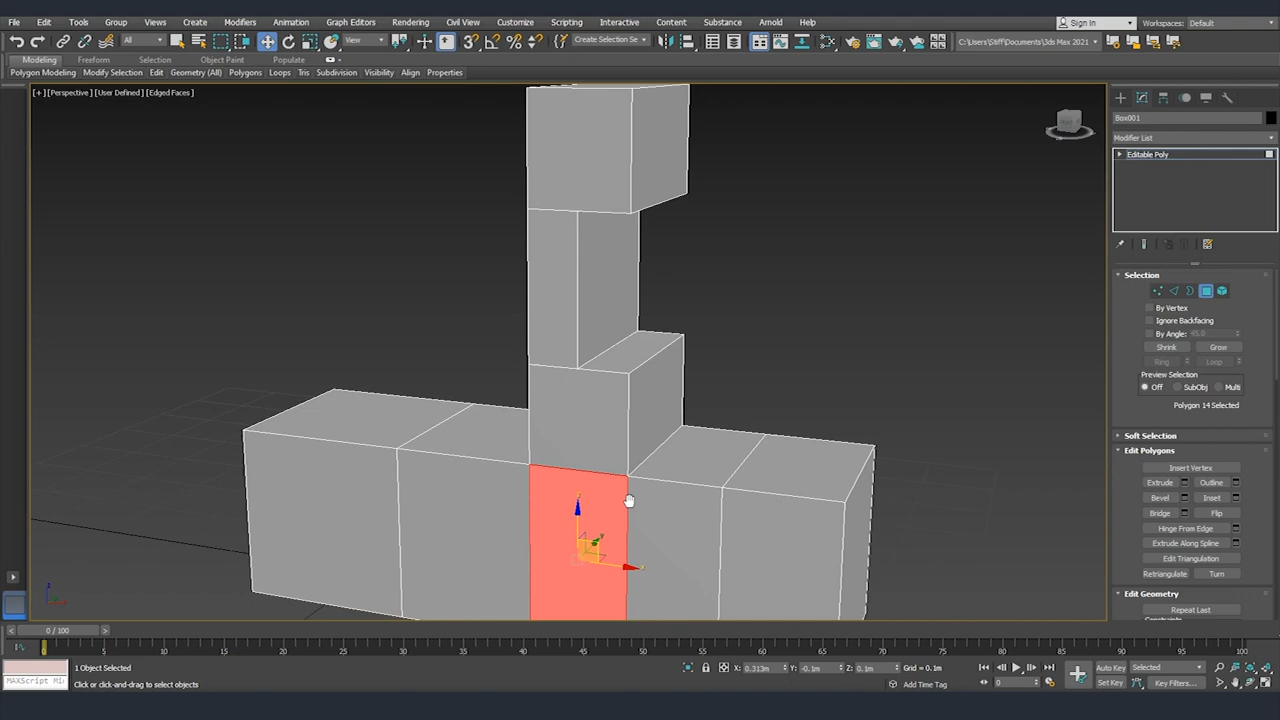 File Edit Tools Group Views Create Modifiers Animation Graph Editors Rendering Civil View Customize Scripting Interactive Content Substance Arnold Help Sign In Workspaces: Default
All View Create Selection Se C:\Users\Stiff\Documents\3ds Max 2021
Modeling Freeform Selection Object Paint Populate
Polygon Modeling Modify Selection Edit Geometry (All) Polygons Loops Tris Subdivision Visibility Align Properties
[+] [Perspective] [User Defined] [Edged Faces]
Box001
Modifier List
Editable Poly
Selection
By Vertex
Ignore Backfacing
By Angle: 45.0
Shrink Grow
Ring Loop
Preview Selection
Off SubObj Multi
Polygon 14 Selected
Soft Selection
Edit Polygons
Insert Vertex
Extrude Outline
Bevel Inset
Bridge Flip
Hinge From Edge
Extrude Along Spline
Edit Triangulation
Retriangulate Turn
Edit Geometry
Repeat Last
Constraints
0 / 100
0 5 10 15 20 25 30 35 40 45 50 55 60 65 70 75 80 85 90 95 100
1 Object Selected X: 0.313m Y: -0.1m Z: 0.1m Grid = 0.1m Auto Key Selected
MAXScript Mi Click or click-and-drag to select objects Add Time Tag 0 Set Key Key Filters...